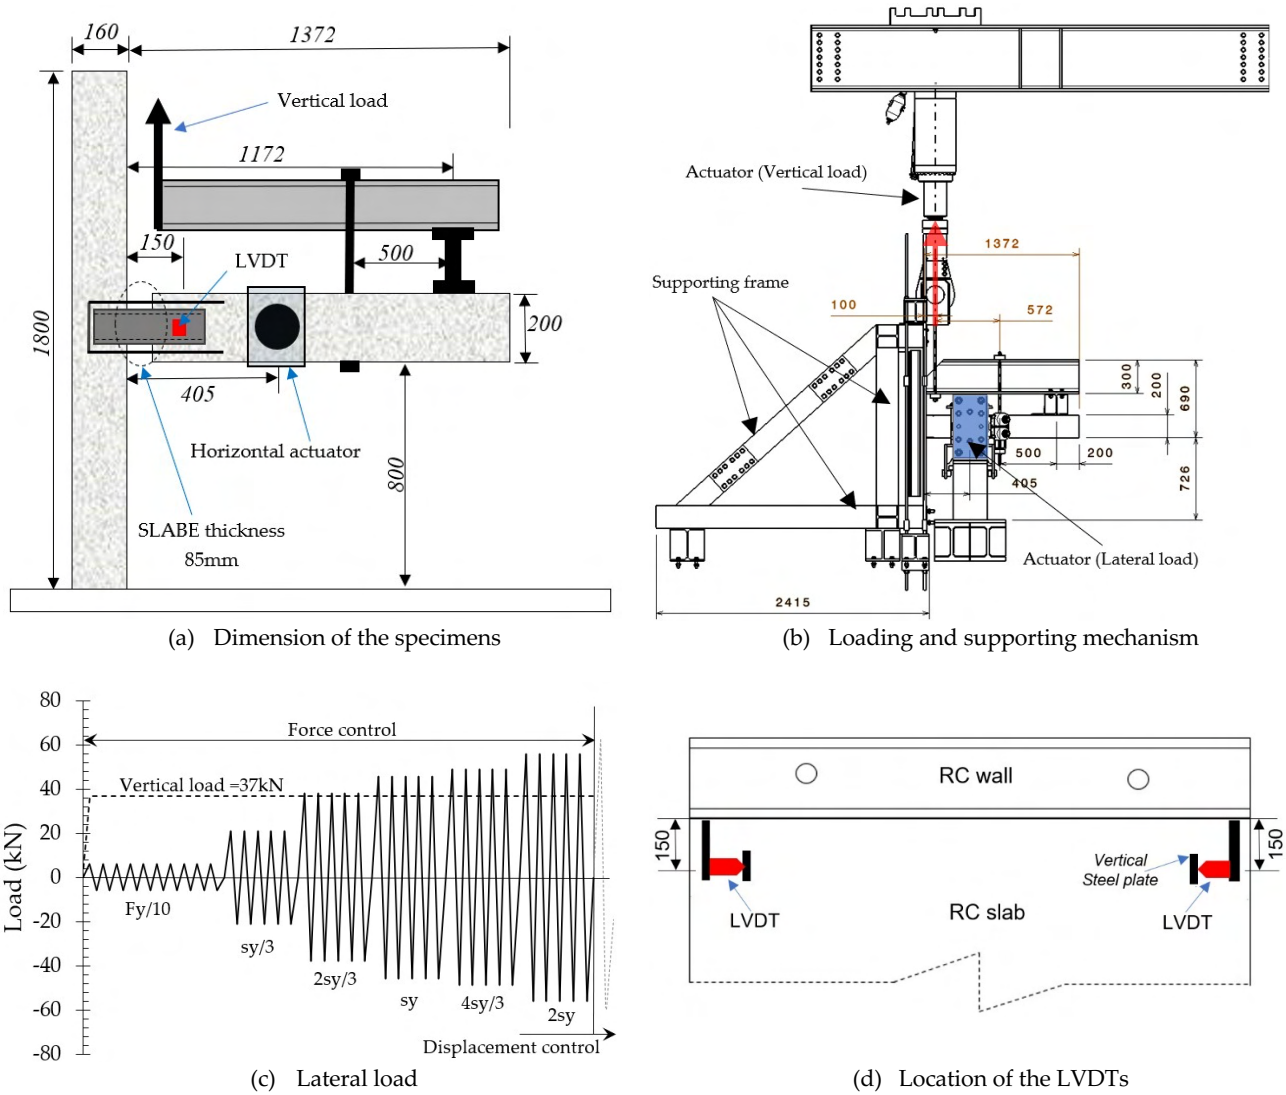 160
1372
Vertical load
1172
150
LVDT
500
1800
200
405
Horizontal actuator
800
SLABE thickness
85mm
(a) Dimension of the specimens
Actuator (Vertical load)
1372
Supporting frame
100
572
300
200
690
500
200
405
726
Actuator (Lateral load)
2415
(b) Loading and supporting mechanism
80
60
40
20
0
-20
-40
-60
-80
Load (kN)
Force control
Vertical load =37kN
Fy/10
sy/3
2sy/3
sy
4sy/3
2sy
Displacement control
(c) Lateral load
RC wall
150
150
Vertical
Steel plate
LVDT
LVDT
RC slab
(d) Location of the LVDTs